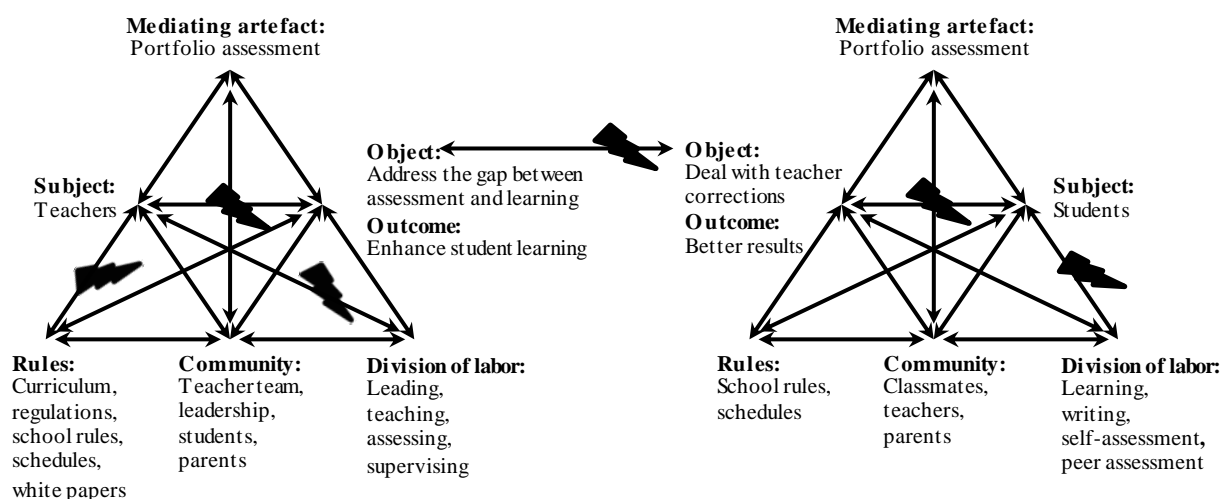 Mediating artefact:
Portfolio assessment
Subject:
Teachers
Object:
Address the gap between
assessment and learning
Outcome:
Enhance student learning
Rules:
Curriculum,
regulations,
school rules,
schedules,
white papers
Community:
Teacher team,
leadership,
students,
parents
Division of labor:
Leading,
teaching,
assessing,
supervising
Mediating artefact:
Portfolio assessment
Object:
Deal with teacher
corrections
Outcome:
Better results
Subject:
Students
Rules:
School rules,
schedules
Community:
Classmates,
teachers,
parents
Division of labor:
Learning,
writing,
self-assessment,
peer assessment